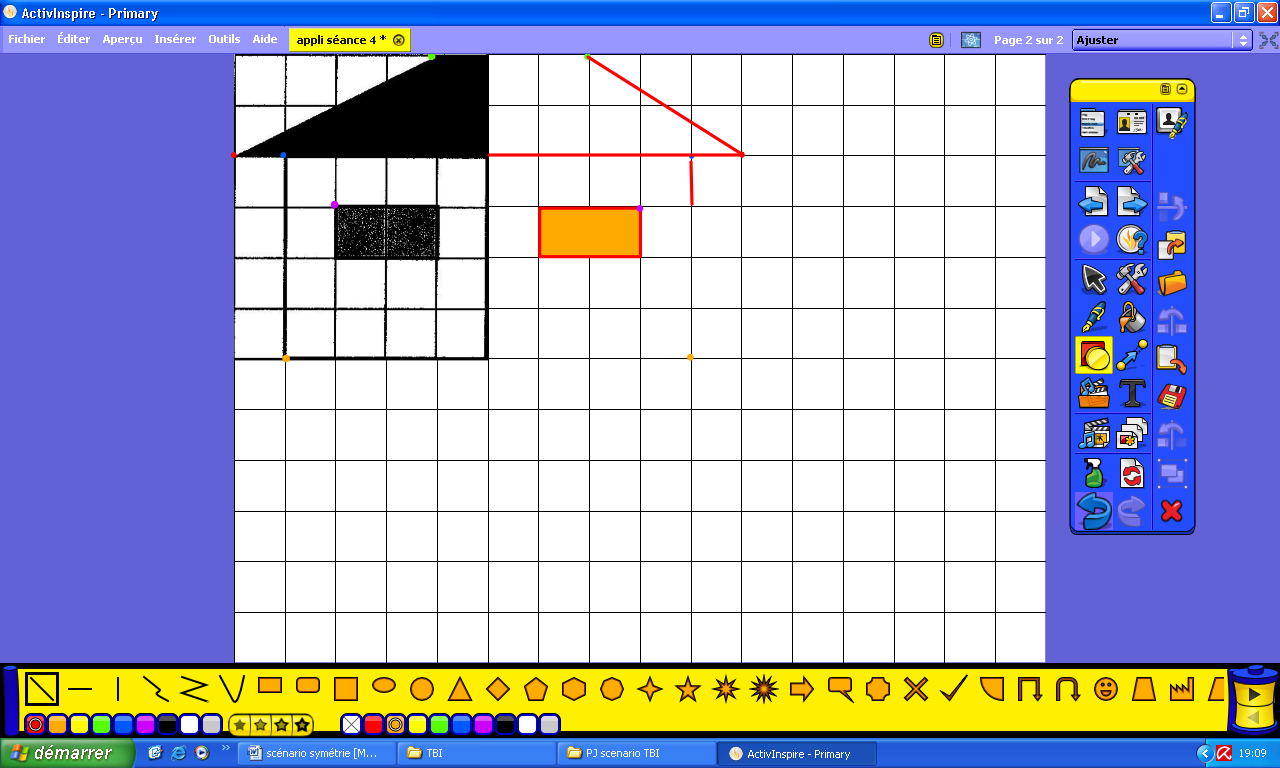 ActivInspire - Primary
Fichier Éditer Aperçu Insérer Outils Aide appli séance 4 * Page 2 sur 2 Ajuster
démarrer scénario symétrie [M... TBI PJ scenario TBI ActivInspire - Primary 19:09